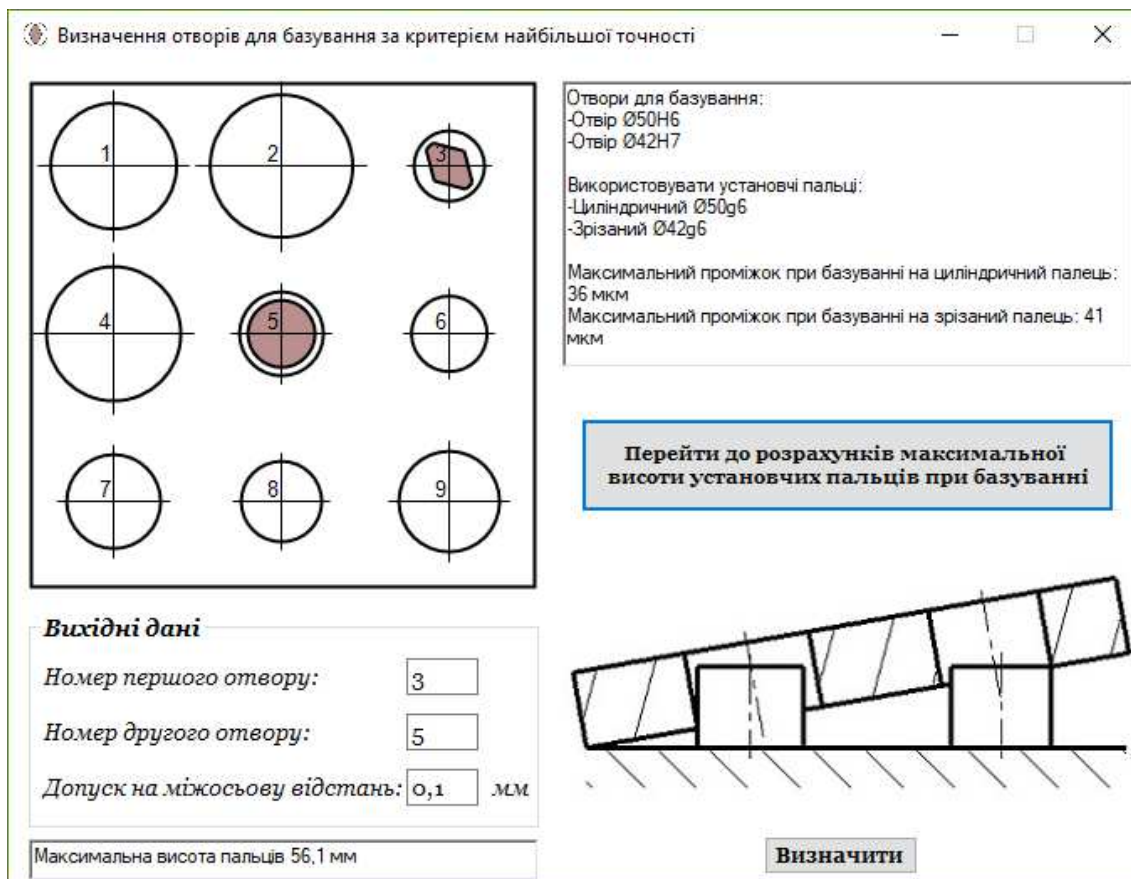 Визначення отворів для базування за критерієм найбільшої точності
1
2
3
4
5
6
7
8
9
Отвори для базування:
-Отвір Ø50H6
-Отвір Ø42H7
Використовувати установчі пальці:
-Циліндричний Ø50g6
-Зрізаний Ø42g6
Максимальний проміжок при базуванні на циліндричний палець:
36 мкм
Максимальний проміжок при базуванні на зрізаний палець: 41
мкм
Перейти до розрахунків максимальної
висоти установчих пальців при базуванні
Вихідні дані
Номер першого отвору: 3
Номер другого отвору: 5
Допуск на міжосьову відстань: 0,1 мм
Максимальна висота пальців 56,1 мм
Визначити